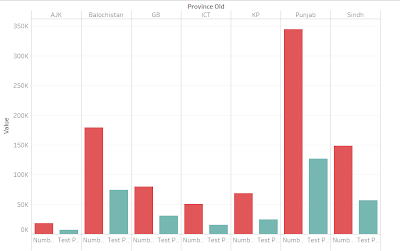 Province Old
AJK Balochistan GB ICT KP Punjab Sindh
350K
300K
250K
200K
150K
100K
50K
0K
Value
Numb.. Test P.. Numb.. Test P.. Numb.. Test P.. Numb.. Test P.. Numb.. Test P.. Numb.. Test P.. Numb.. Test P..